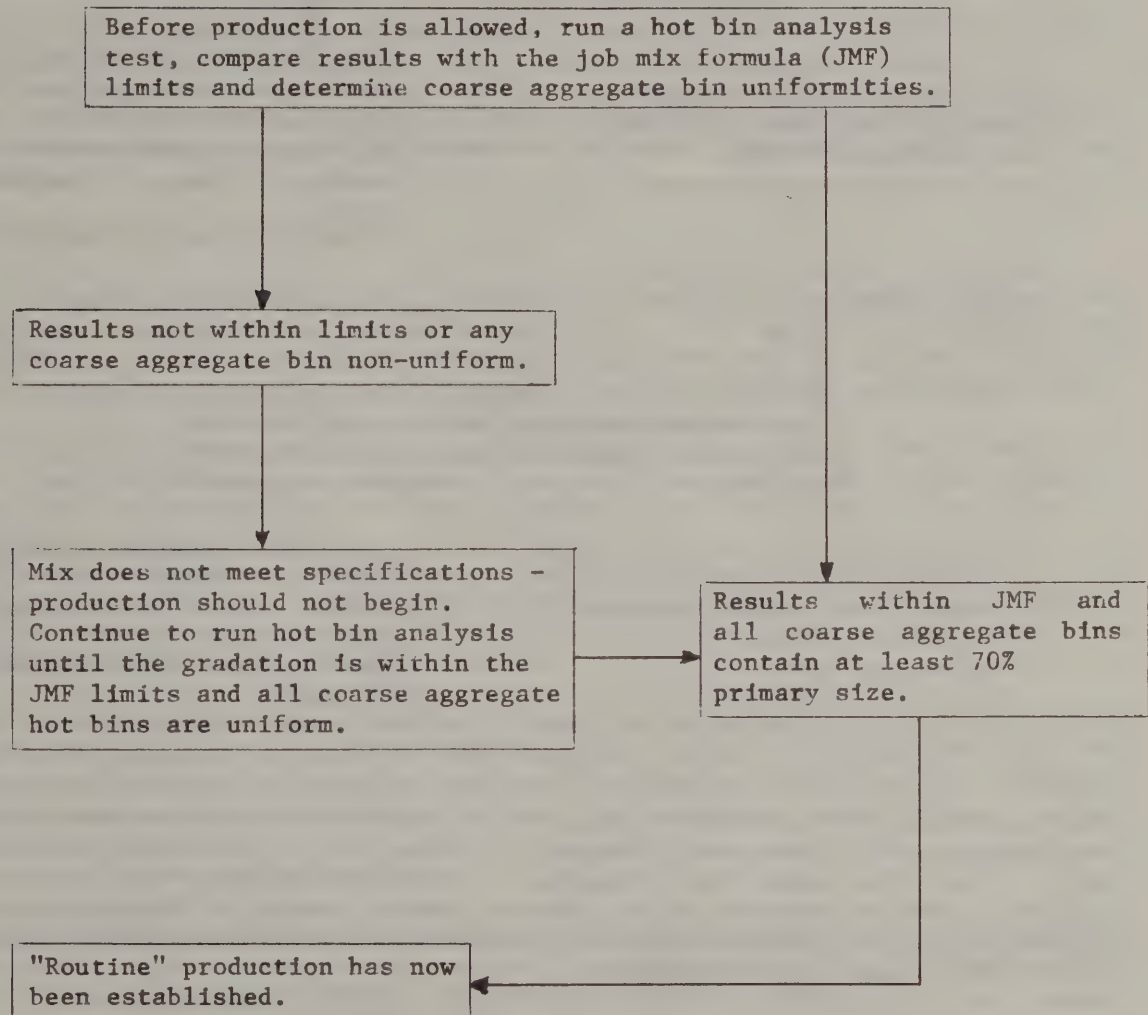 Before production is allowed, run a hot bin analysis
test, compare results with the job mix formula (JMF)
limits and determine coarse aggregate bin uniformities.
Results not within limits or any
coarse aggregate bin non-uniform.
Mix does not meet specifications -
production should not begin.
Continue to run hot bin analysis
until the gradation is within the
JMF limits and all coarse aggregate
hot bins are uniform.
Results within JMF and
all coarse aggregate bins
contain at least 70%
primary size.
"Routine" production has now
been established.